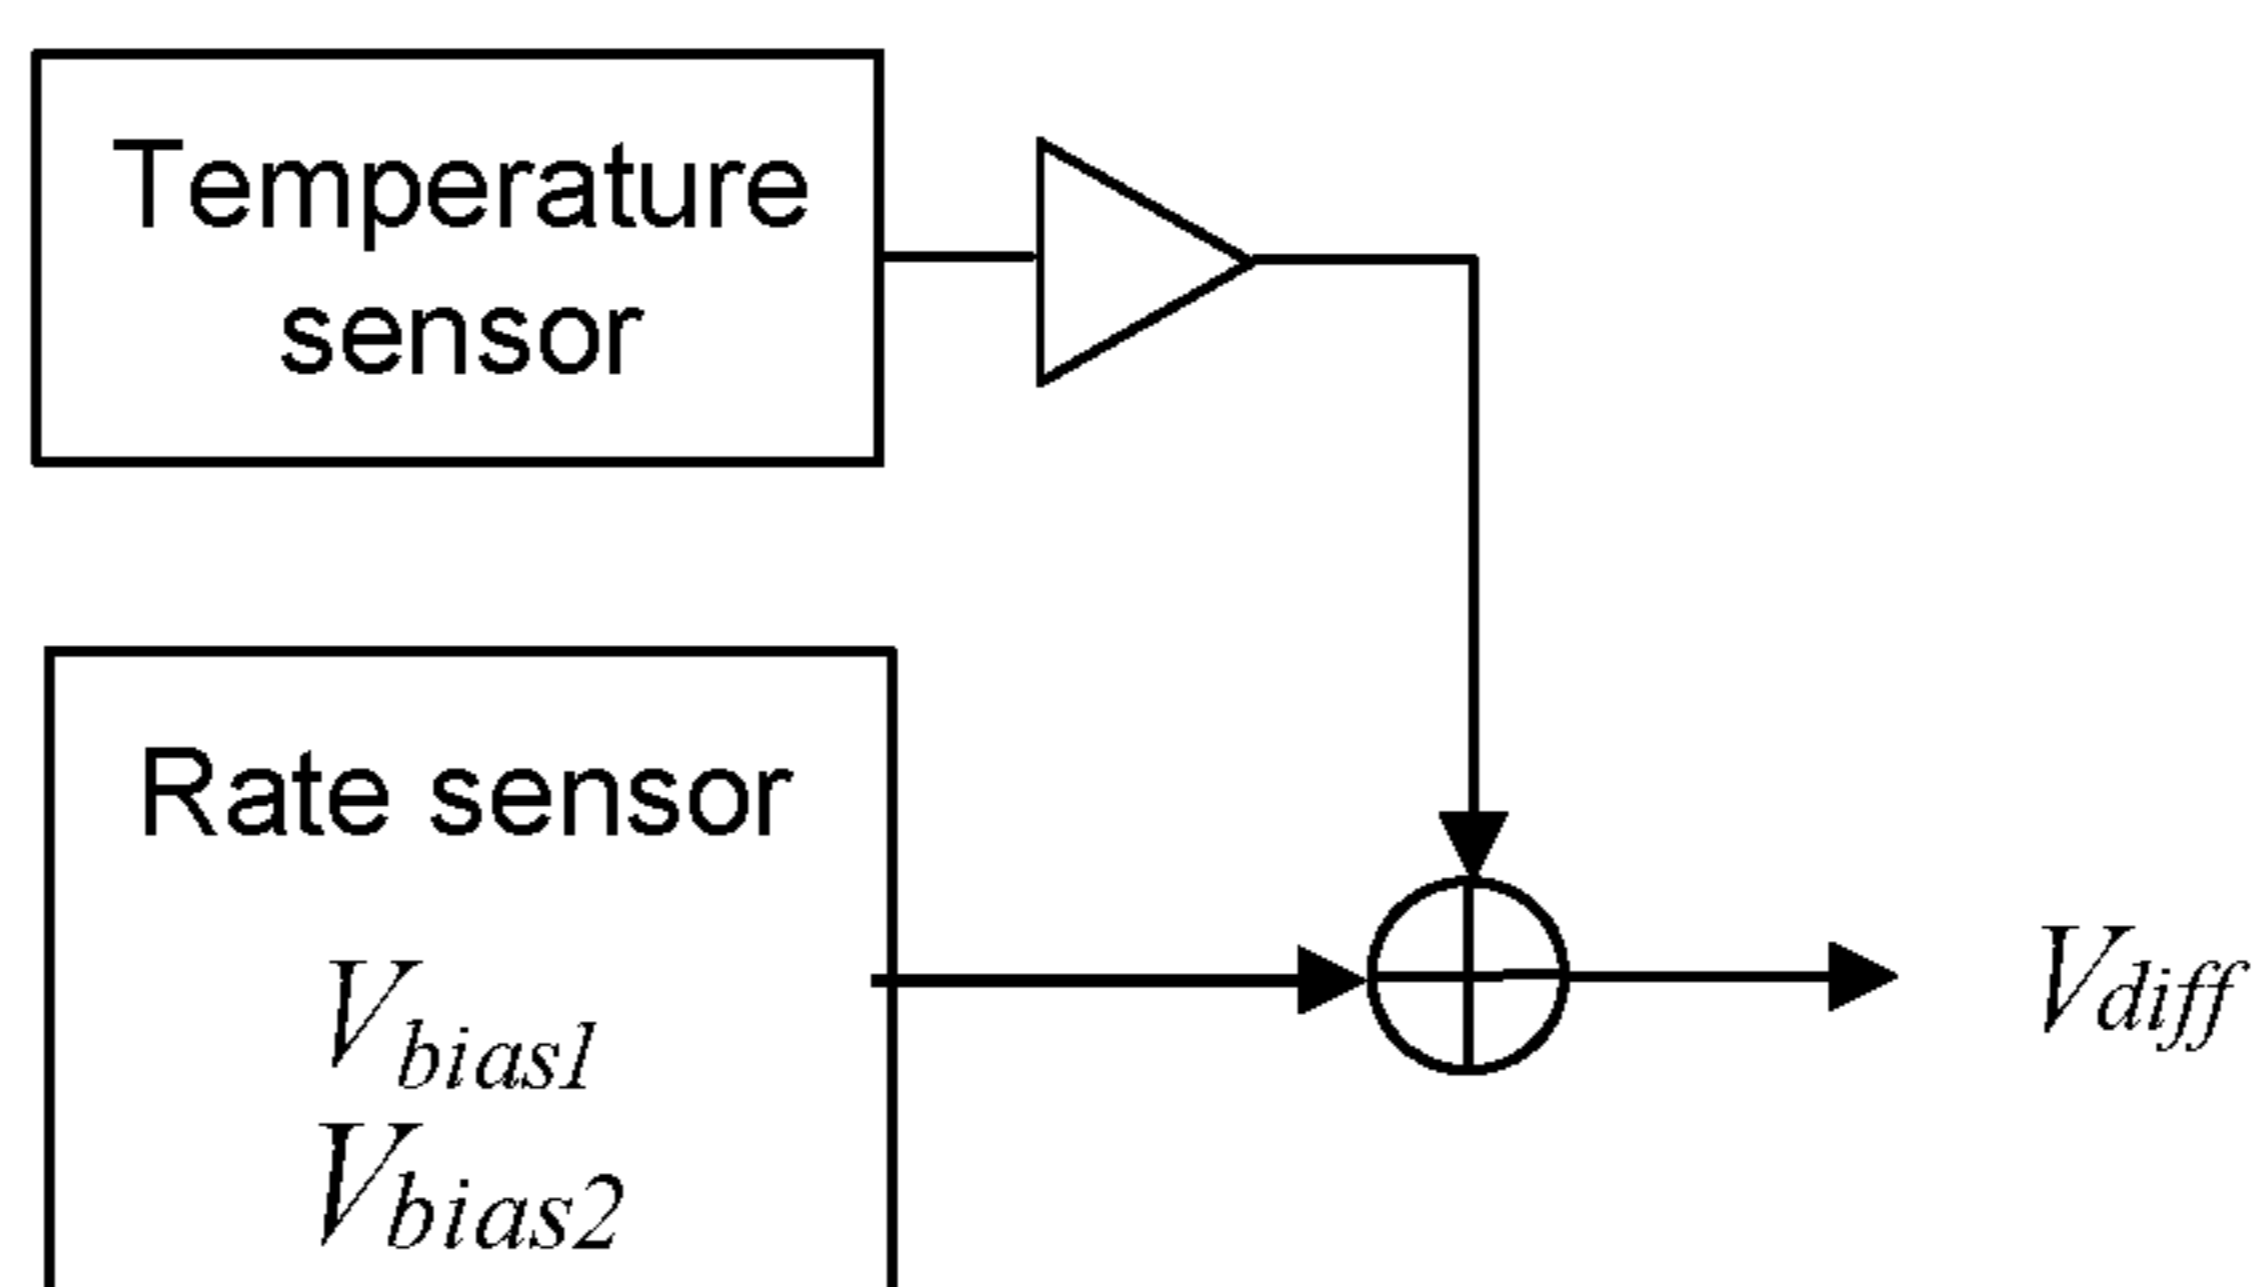 Temperature
sensor
Rate sensor
Vbias1
Vdiff
Vbias2